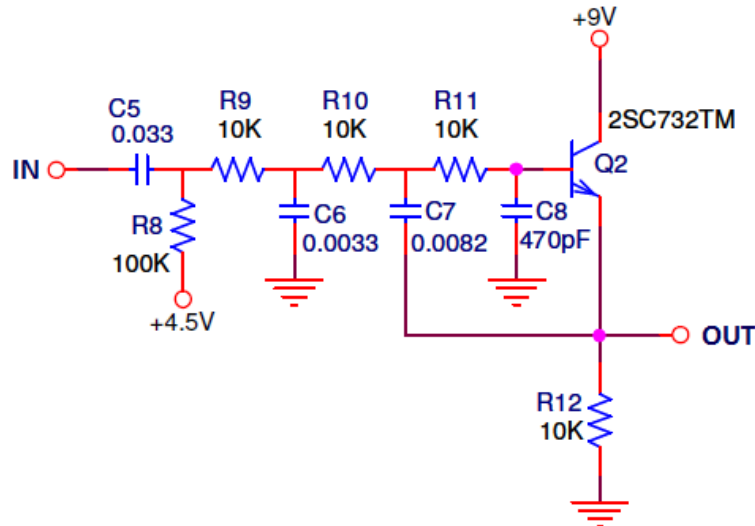 +9V
C5
0.033
R9
10K
R10
10K
R11
10K
2SC732TM
IN
Q2
R8
100K
C6
0.0033
C7
0.0082
C8
470pF
+4.5V
OUT
R12
10K